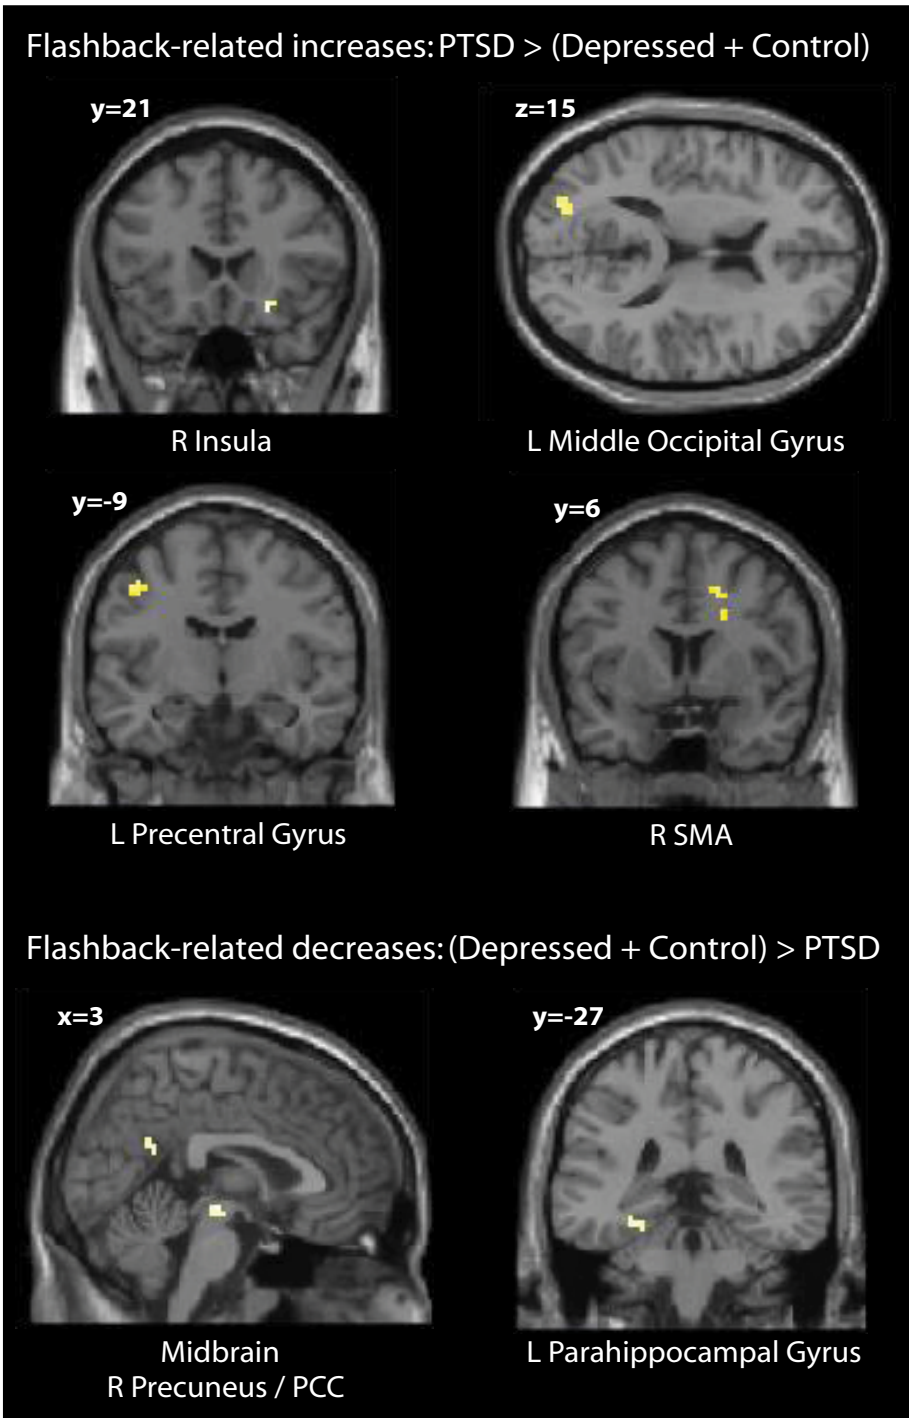 Flashback-related increases: PTSD > (Depressed + Control)
y=21
z=15
R Insula
L Middle Occipital Gyrus
y=-9
y=6
L Precentral Gyrus
R SMA
Flashback-related decreases: (Depressed + Control) > PTSD
x=3
y=-27
Midbrain
R Precuneus / PCC
L Parahippocampal Gyrus